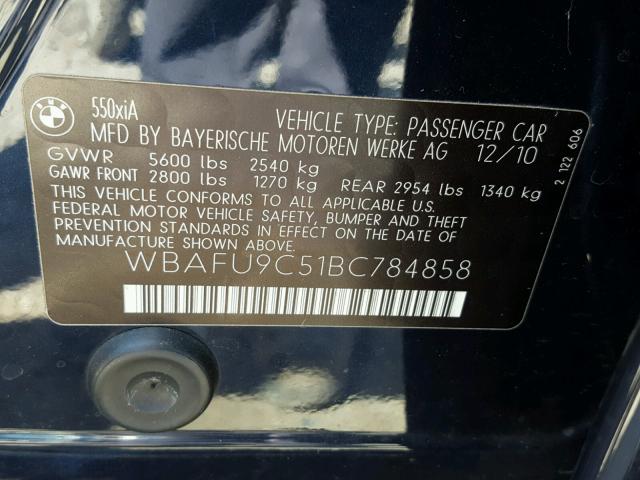 BMW
550xiA
VEHICLE TYPE: PASSENGER CAR
MFD BY BAYERISCHE MOTOREN WERKE AG 12/10
GVWR 5600 lbs 2540 kg
GAWR FRONT 2800 lbs 1270 kg REAR 2954 lbs 1340 kg
THIS VEHICLE CONFORMS TO ALL APPLICABLE U.S.
FEDERAL MOTOR VEHICLE SAFETY, BUMPER AND THEFT
PREVENTION STANDARDS IN EFFECT ON THE DATE OF
MANUFACTURE SHOWN ABOVE.
WBAFU9C51BC784858
2 122 606